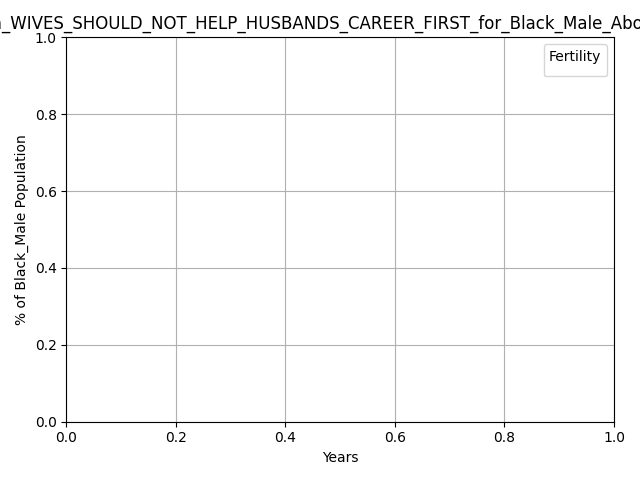 _WIVES_SHOULD_NOT_HELP_HUSBANDS_CAREER_FIRST_for_Black_Male_Abo
Fertility
1.0
0.8
0.6
0.4
0.2
0.0
% of Black_Male Population
0.0 0.2 0.4 0.6 0.8 1.0
Years